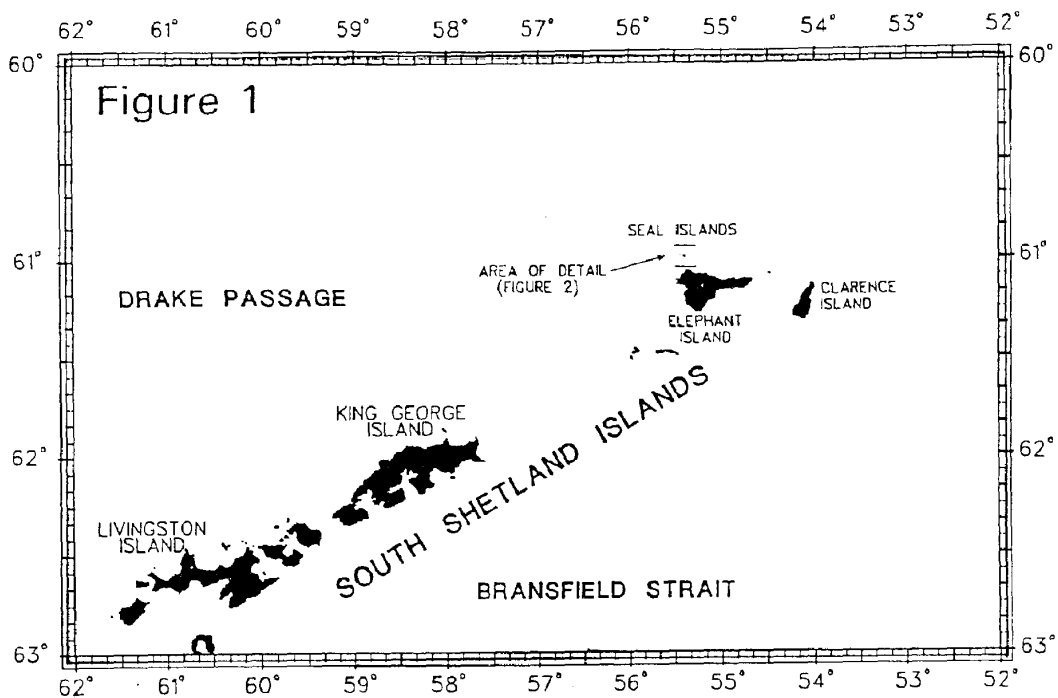 62° 61° 60° 59° 58° 57° 56° 55° 54° 53° 52°
60° 60°
Figure 1
SEAL ISLANDS
61° 61°
AREA OF DETAIL
(FIGURE 2)
DRAKE PASSAGE
CLARENCE
ISLAND
ELEPHANT
ISLAND
KING GEORGE
ISLAND
SOUTH SHETLAND ISLANDS
62° 62°
LIVINGSTON
ISLAND
BRANSFIELD STRAIT
63° 63°
62° 61° 60° 59° 58° 57° 56° 55° 54° 53° 52°